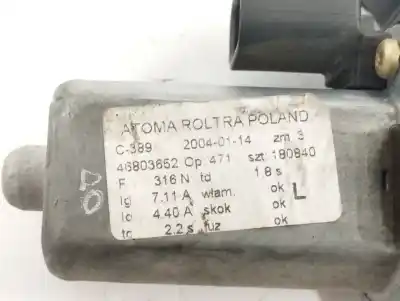 ATOMA ROLTRA POLAND
C-389 2004-01-14 zm. 3
46803652 Op. 471 szt. 180840
F 316 N td 1.8 s
Ig 7.11 A włam. ok L
Io 4.40 A skok ok
tg 2.2 s luz ok